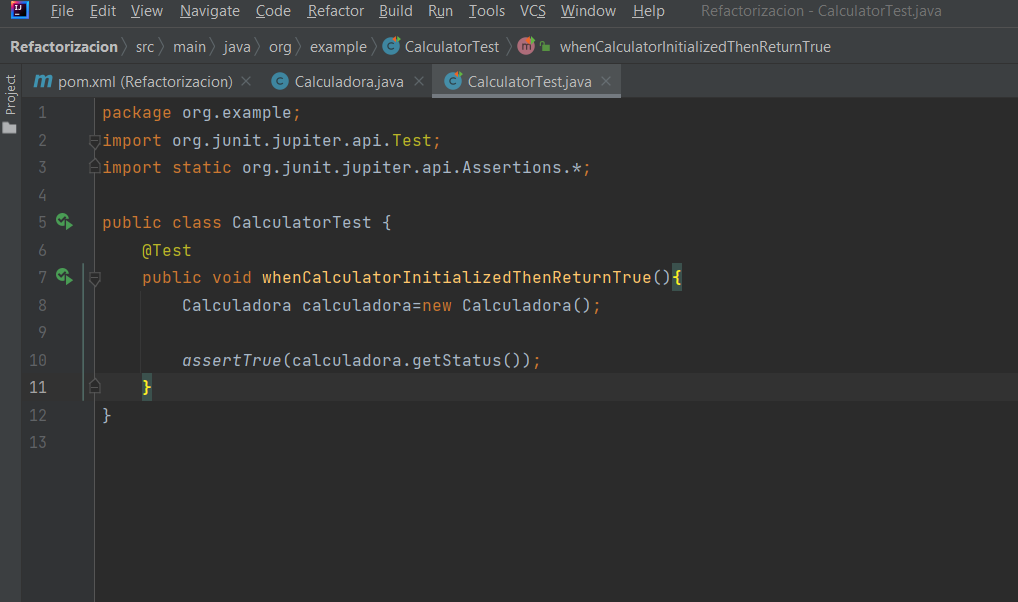 File Edit View Navigate Code Refactor Build Run Tools VCS Window Help Refactorizacion - CalculatorTest.java
Refactorizacion src main java org example CalculatorTest m whenCalculatorInitializedThenReturnTrue
Project
m pom.xml (Refactorizacion) C Calculadora.java C CalculatorTest.java
1 package org.example;
2 import org.junit.jupiter.api.Test;
3 import static org.junit.jupiter.api.Assertions.*;
4
5 public class CalculatorTest {
6 @Test
7 public void whenCalculatorInitializedThenReturnTrue(){
8 Calculadora calculadora=new Calculadora();
9
10 assertTrue(calculadora.getStatus());
11 }
12 }
13